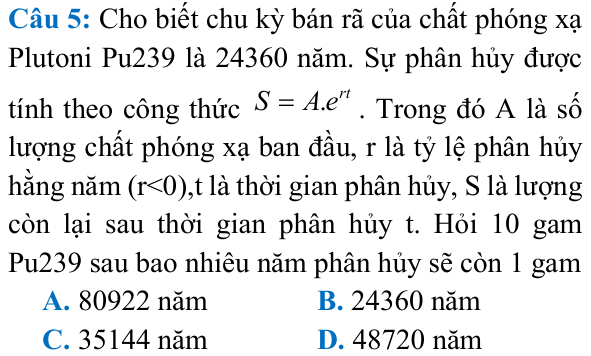 Câu 5: Cho biết chu kỳ bán rã của chất phóng xạ
Plutoni Pu239 là 24360 năm. Sự phân hủy được
tính theo công thức S = A.e^{rt} . Trong đó A là số
lượng chất phóng xạ ban đầu, r là tỷ lệ phân hủy
hằng năm (r<0),t là thời gian phân hủy, S là lượng
còn lại sau thời gian phân hủy t. Hỏi 10 gam
Pu239 sau bao nhiêu năm phân hủy sẽ còn 1 gam
A. 80922 năm B. 24360 năm
C. 35144 năm D. 48720 năm